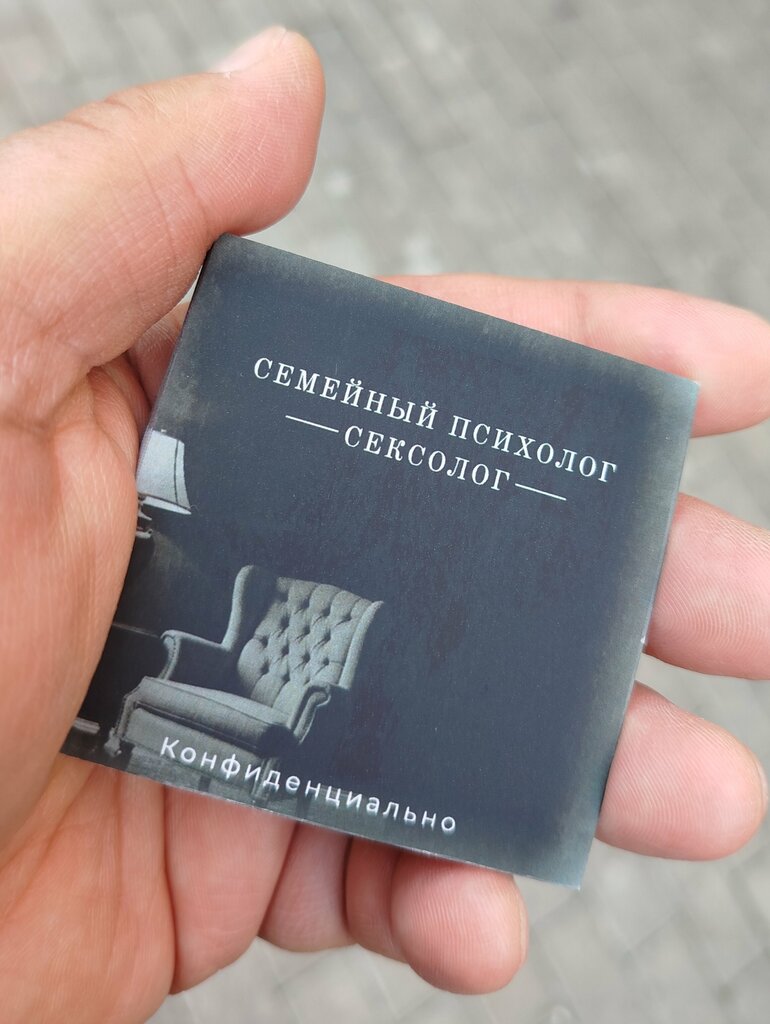 СЕМЕЙНЫЙ ПСИХОЛОГ
СЕКСОЛОГ
Конфиденциально